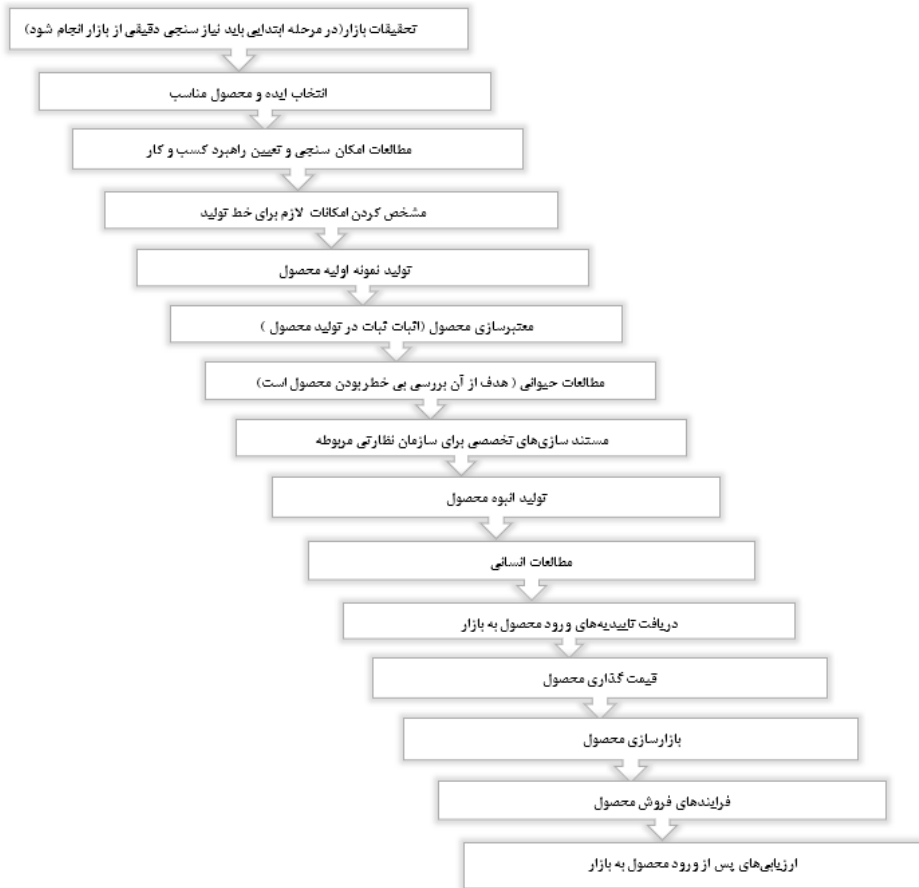 تحقیقات بازار(در مرحله ابتدایی باید نیاز سنجی دقیقی از بازار انجام شود)
انتخاب ایده و محصول مناسب
مطالعات امکان سنجی و تعیین راهبرد کسب و کار
مشخص کردن امکانات لازم برای خط تولید
تولید نمونه اولیه محصول
معتبرسازی محصول (اثبات ثبات در تولید محصول )
مطالعات حیوانی ( هدف از آن بررسی بی خطر بودن محصول است)
مستند سازی‌های تخصصی برای سازمان نظارتی مربوطه
تولید انبوه محصول
مطالعات انسانی
دریافت تاییدیه‌های ورود محصول به بازار
قیمت گذاری محصول
بازارسازی محصول
فرایندهای فروش محصول
ارزیابی‌های پس از ورود محصول به بازار